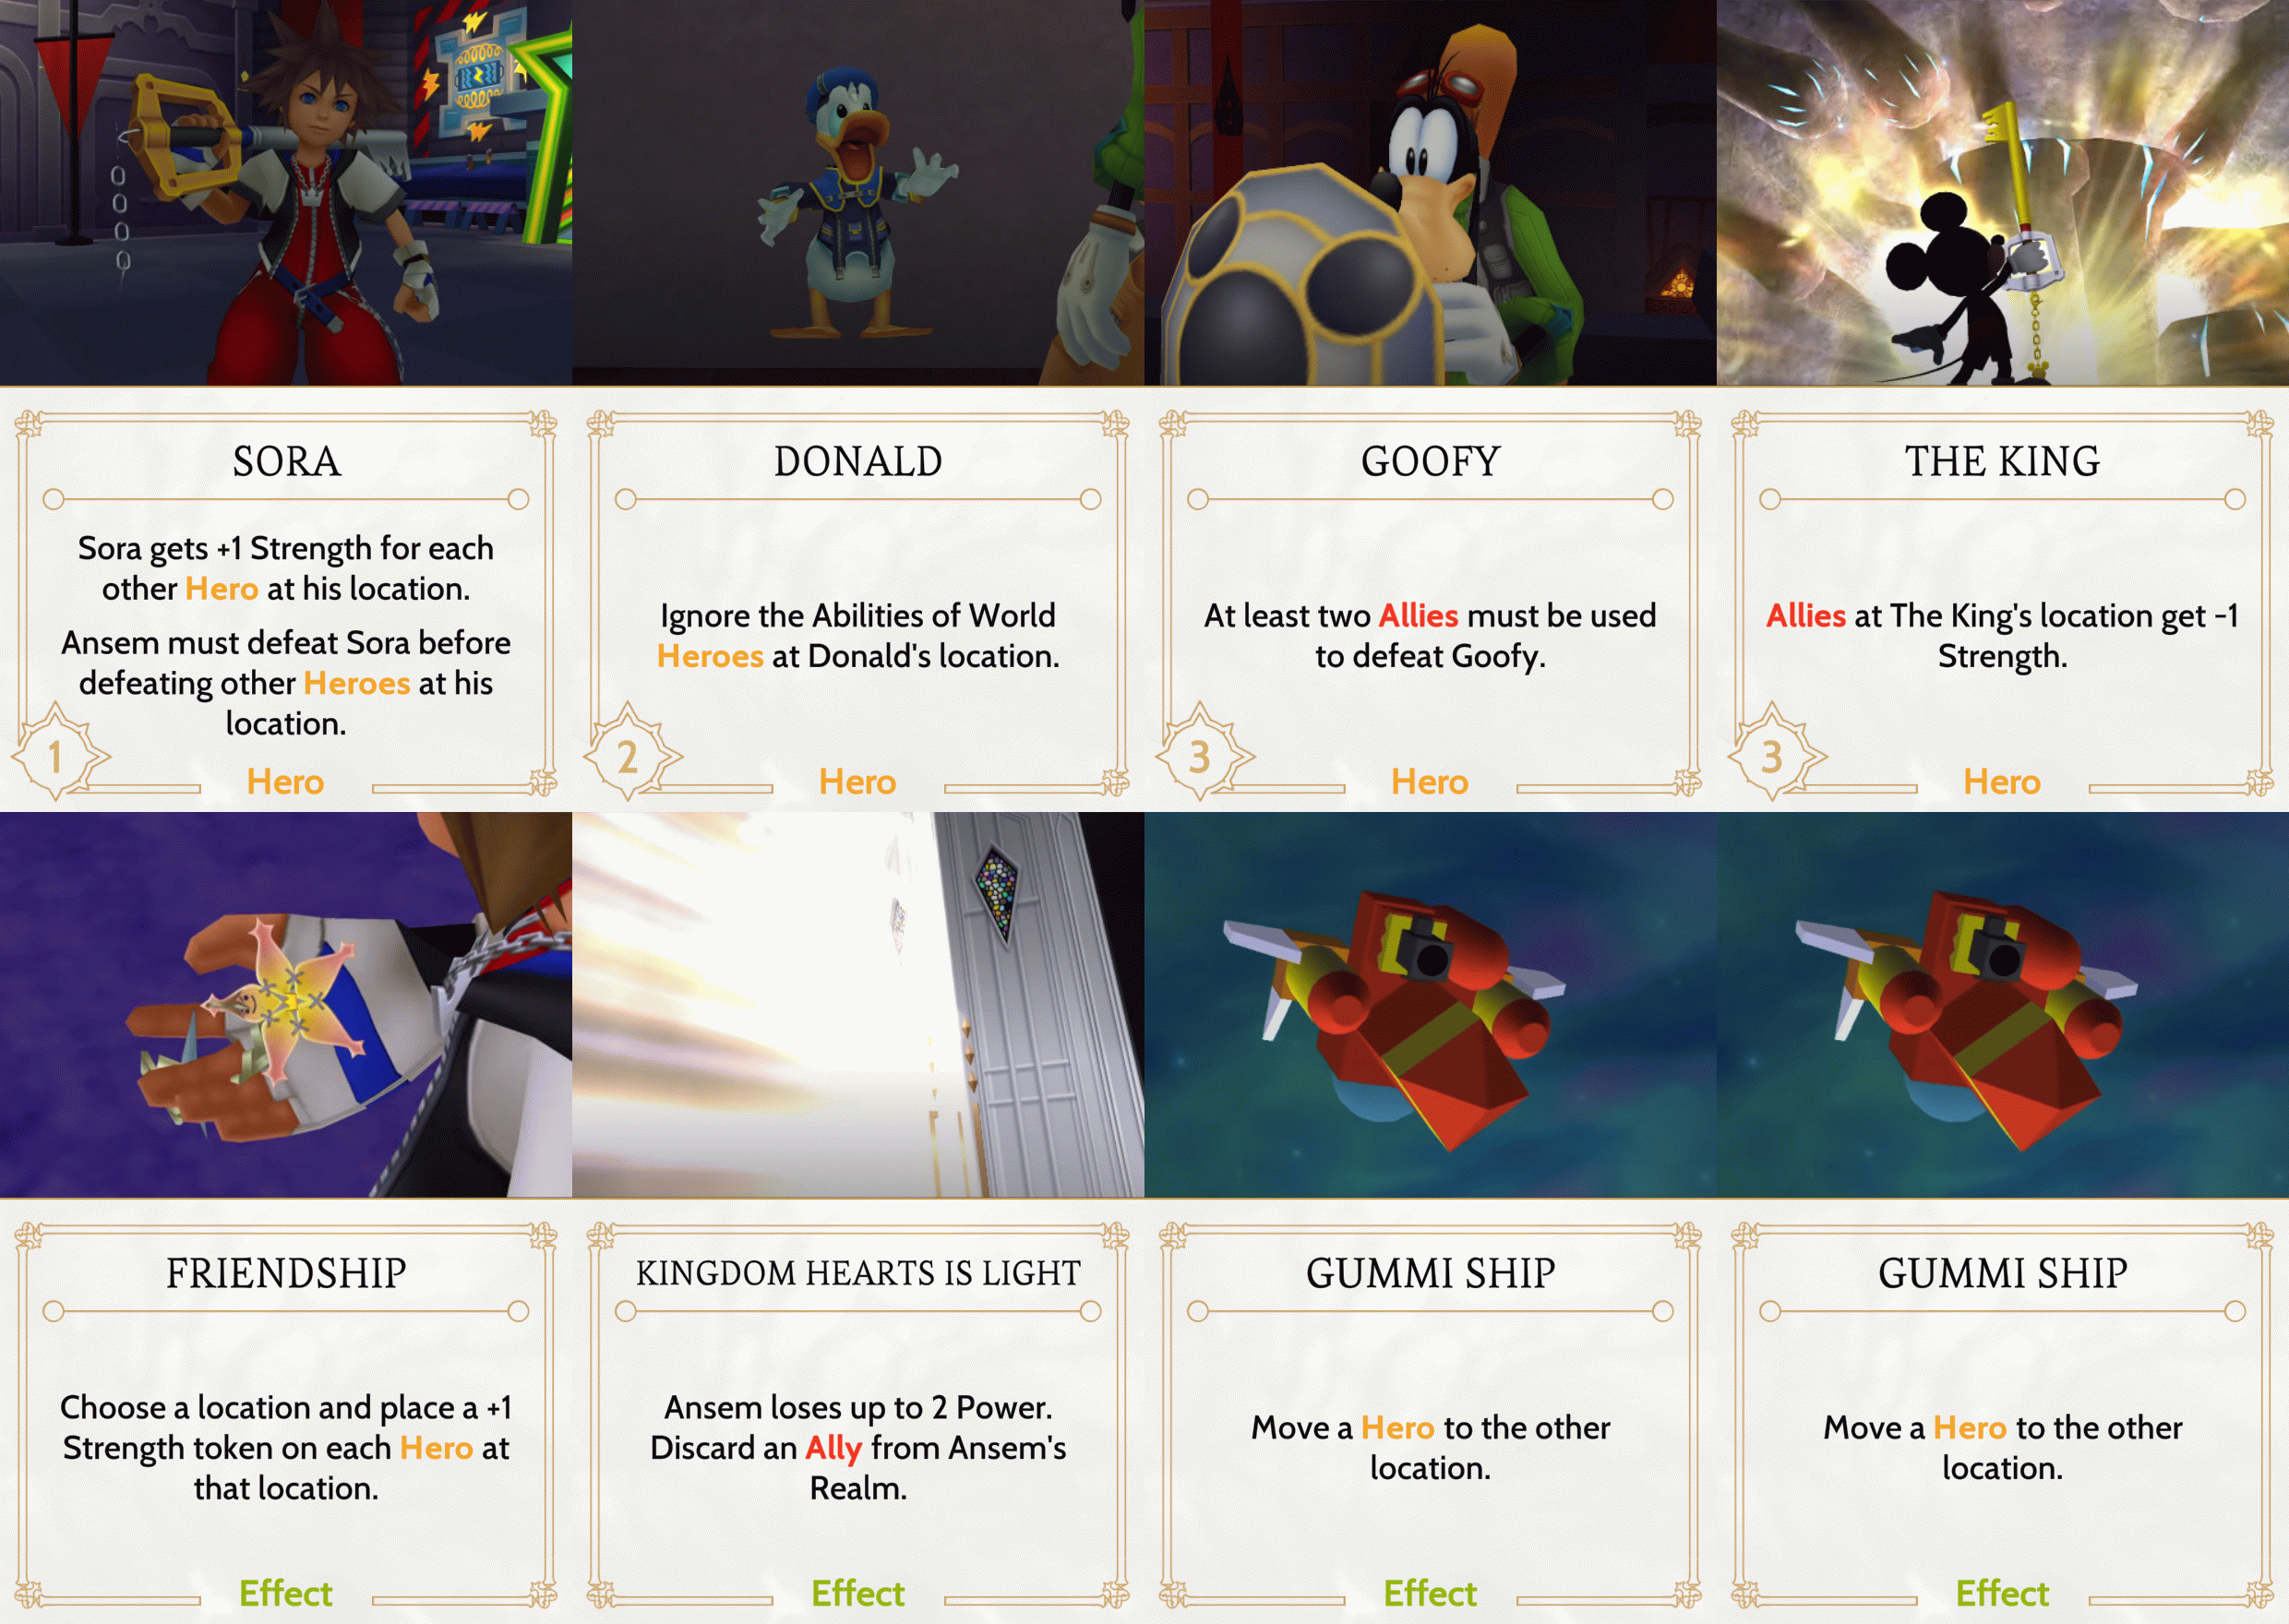 SORA
Sora gets +1 Strength for each
other Hero at his location.
Ansem must defeat Sora before
defeating other Heroes at his
location.
1
Hero
DONALD
Ignore the Abilities of World
Heroes at Donald's location.
2
Hero
GOOFY
At least two Allies must be used
to defeat Goofy.
3
Hero
THE KING
Allies at The King's location get -1
Strength.
3
Hero
FRIENDSHIP
Choose a location and place a +1
Strength token on each Hero at
that location.
Effect
KINGDOM HEARTS IS LIGHT
Ansem loses up to 2 Power.
Discard an Ally from Ansem's
Realm.
Effect
GUMMI SHIP
Move a Hero to the other
location.
Effect
GUMMI SHIP
Move a Hero to the other
location.
Effect